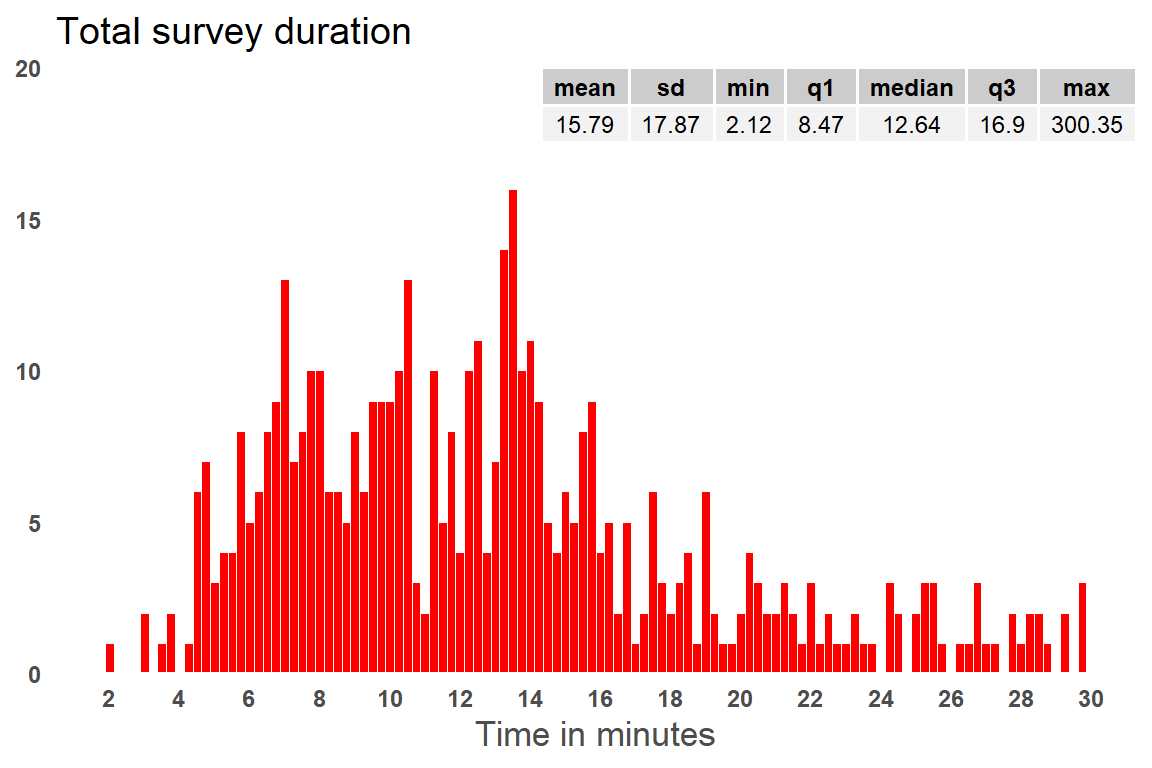 Total survey duration
20
mean sd min q1 median q3 max
15.79 17.87 2.12 8.47 12.64 16.9 300.35
15
10
5
0
2 4 6 8 10 12 14 16 18 20 22 24 26 28 30
Time in minutes